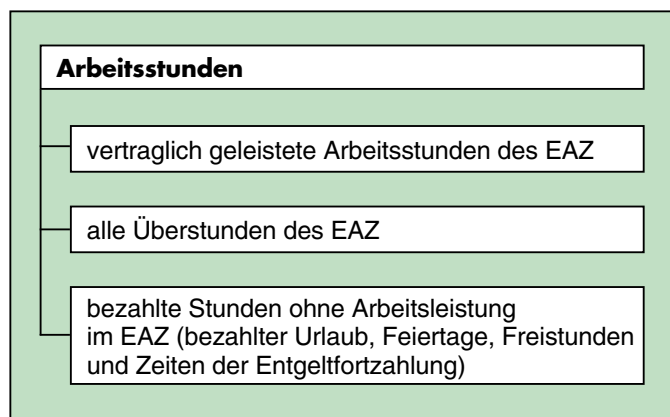 Arbeitsstunden
vertraglich geleistete Arbeitsstunden des EAZ
alle Überstunden des EAZ
bezahlte Stunden ohne Arbeitsleistung
im EAZ (bezahlter Urlaub, Feiertage, Freistunden
und Zeiten der Entgeltfortzahlung)